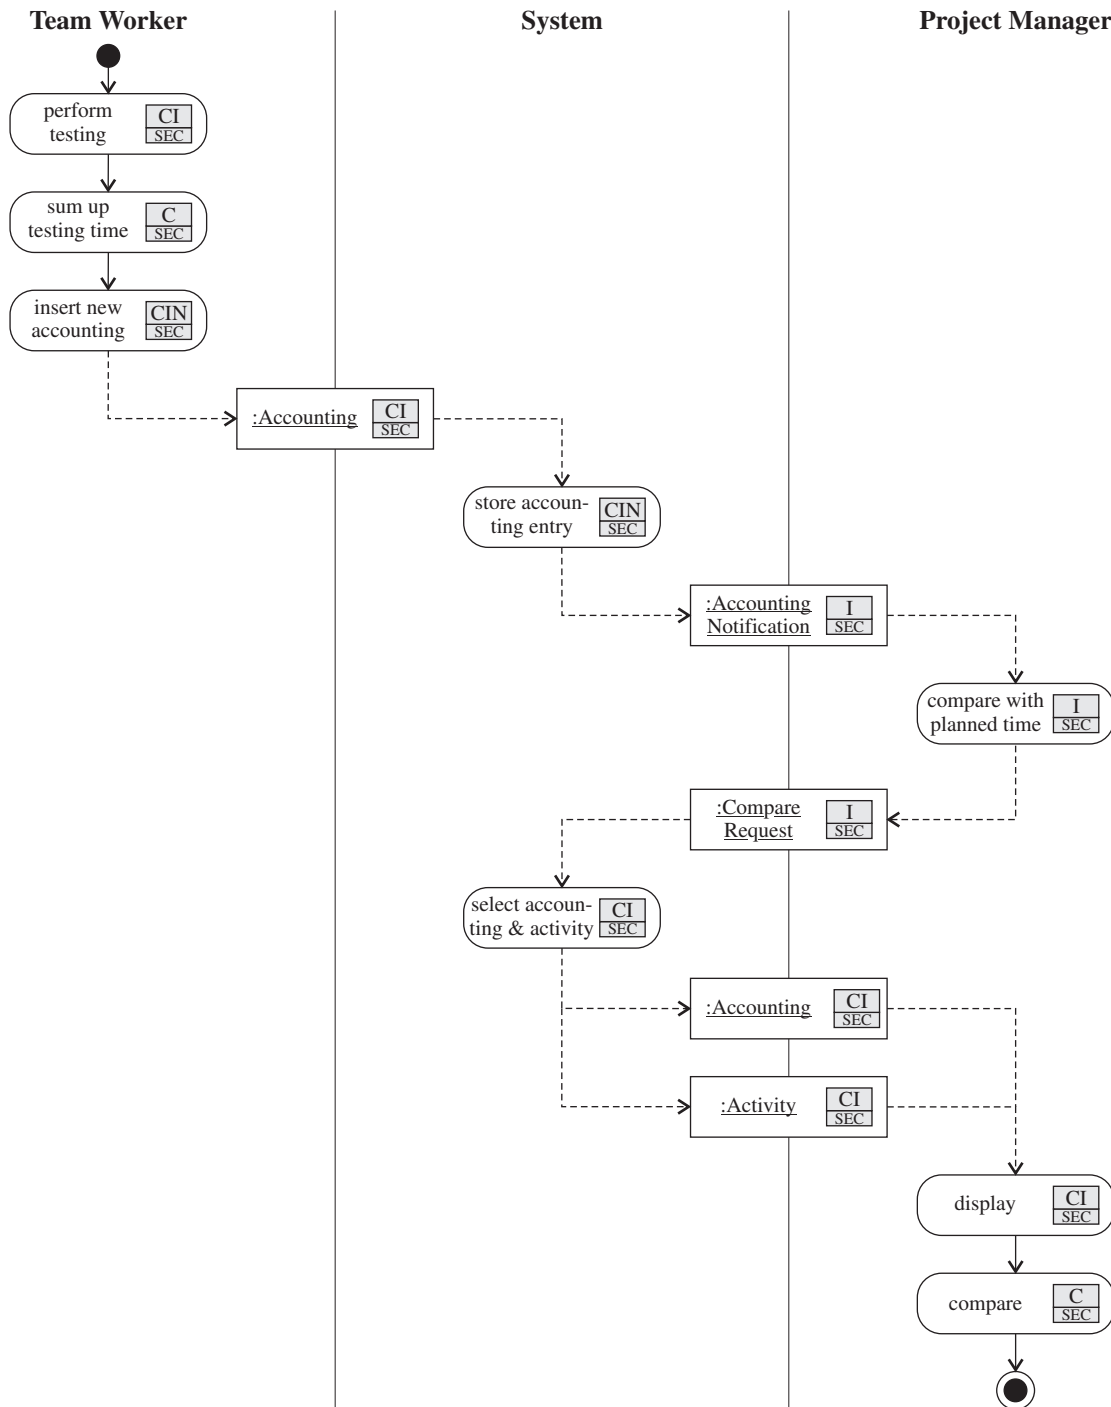 Team Worker
System
Project Manager
perform
testing
CI
SEC
sum up
testing time
C
SEC
insert new
accounting
CIN
SEC
:Accounting
CI
SEC
store accoun-
ting entry
CIN
SEC
:Accounting
Notification
I
SEC
compare with
planned time
I
SEC
:Compare
Request
I
SEC
select accoun-
ting & activity
CI
SEC
:Accounting
CI
SEC
:Activity
CI
SEC
display
CI
SEC
compare
C
SEC